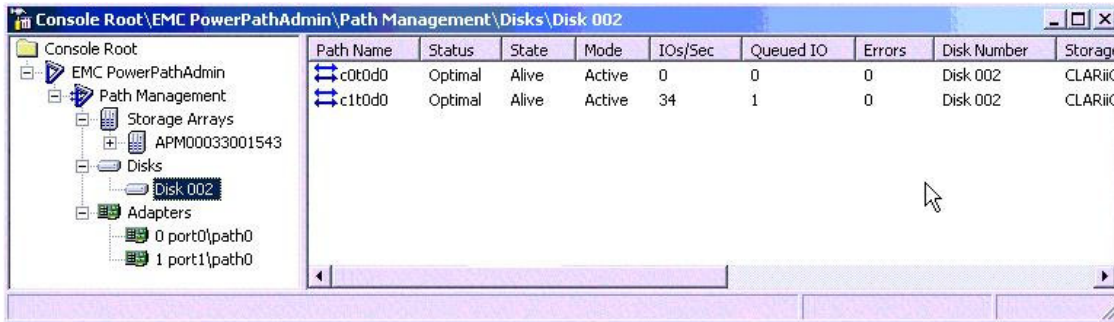 Console Root\EMC PowerPathAdmin\Path Management\Disks\Disk 002
Console Root
EMC PowerPathAdmin
Path Management
Storage Arrays
APM00033001543
Disks
Disk 002
Adapters
0 port0\path0
1 port1\path0
Path Name Status State Mode IOs/Sec Queued IO Errors Disk Number Storag
c0t0d0 Optimal Alive Active 0 0 0 Disk 002 CLARii
c1t0d0 Optimal Alive Active 34 1 0 Disk 002 CLARii